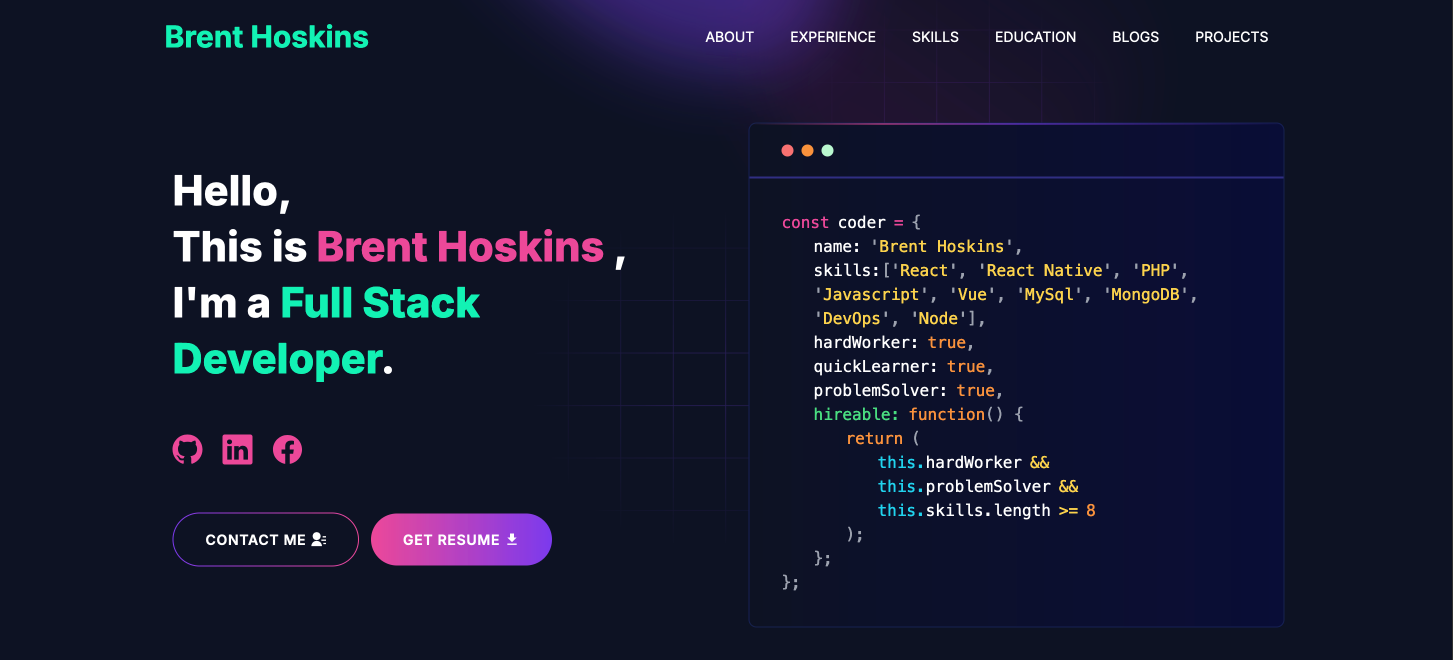 Brent Hoskins
ABOUT EXPERIENCE SKILLS EDUCATION BLOGS PROJECTS
Hello,
This is Brent Hoskins ,
I'm a Full Stack
Developer.
CONTACT ME
GET RESUME
const coder = {
name: 'Brent Hoskins',
skills:['React', 'React Native', 'PHP',
'Javascript', 'Vue', 'MySql', 'MongoDB',
'DevOps', 'Node'],
hardWorker: true,
quickLearner: true,
problemSolver: true,
hireable: function() {
return (
this.hardWorker &&
this.problemSolver &&
this.skills.length >= 8
);
};
};